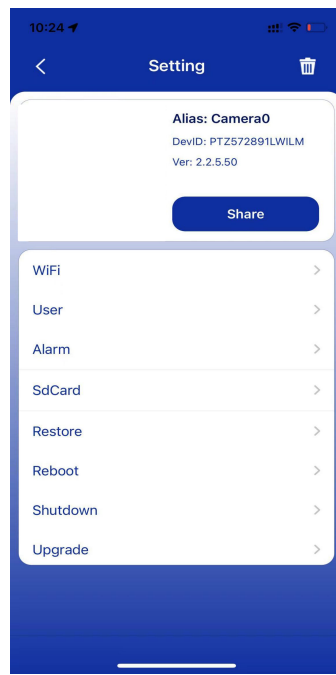 10:24
Setting
Alias: Camera0
DevID: PTZ572891LWILM
Ver: 2.2.5.50
Share
WiFi
User
Alarm
SdCard
Restore
Reboot
Shutdown
Upgrade